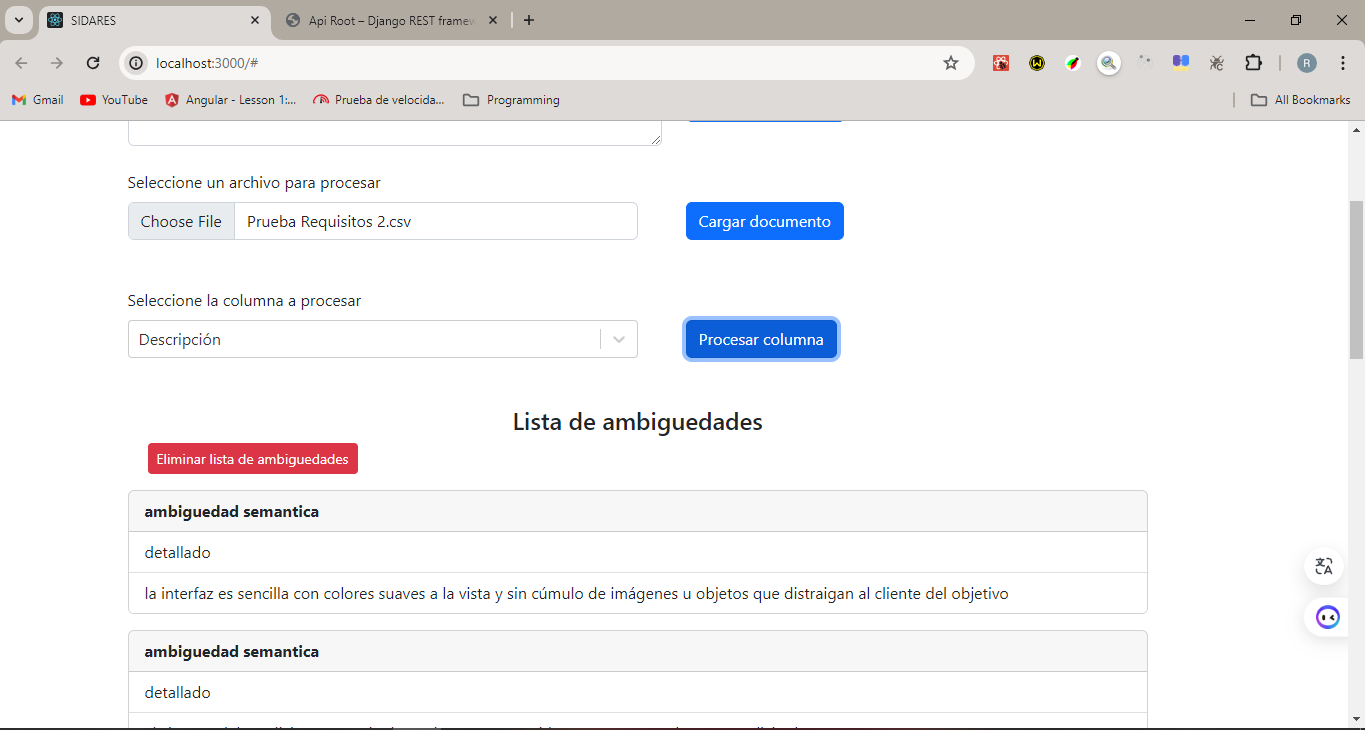 SIDARES
Api Root – Django REST framew
localhost:3000/#
R
Gmail
YouTube
Angular - Lesson 1:...
Prueba de velocida...
Programming
All Bookmarks
Seleccione un archivo para procesar
Choose File
Prueba Requisitos 2.csv
Cargar documento
Seleccione la columna a procesar
Descripción
Procesar columna
Lista de ambiguedades
Eliminar lista de ambiguedades
ambiguedad semantica
detallado
la interfaz es sencilla con colores suaves a la vista y sin cúmulo de imágenes u objetos que distraigan al cliente del objetivo
ambiguedad semantica
detallado